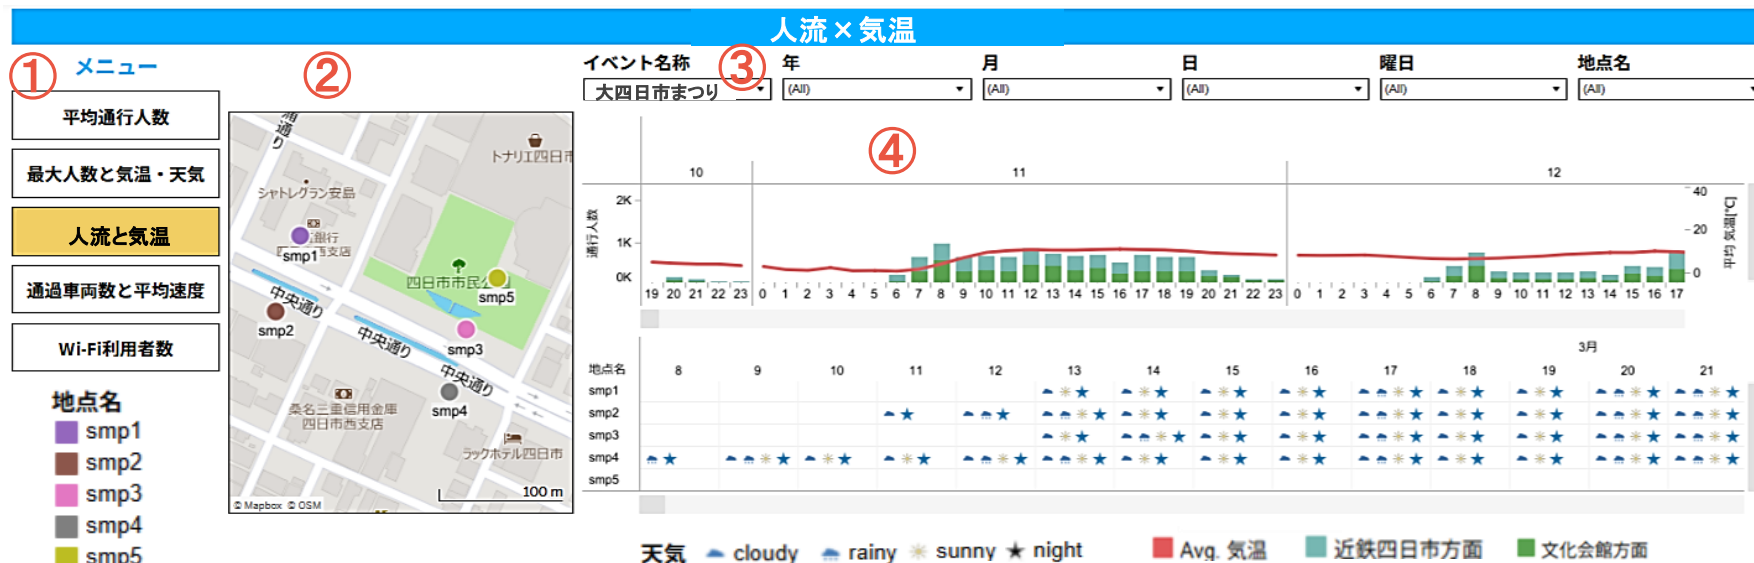 人流×気温
① メニュー
平均通行人数
最大人数と気温・天気
人流と気温
通過車両数と平均速度
Wi-Fi利用者数
地点名
smp1
smp2
smp3
smp4
smp5
②
浦通り
トナリエ四日市
シャトレグラン安島
銀行
西支店
smp1
四日市市民公園
smp5
中央通り
smp2
中央通り
smp3
中央通り
smp4
桑名三重信用金庫
四日市西支店
ラックホテル四日市
100 m
© Mapbox © OSM
イベント名称 ③ 年 月 日 曜日 地点名
大四日市まつり (All) (All) (All) (All) (All)
④
10 11 12
通行人数
2K
1K
0K
40
20
0
平均 気温[℃]
19 20 21 22 23 0 1 2 3 4 5 6 7 8 9 10 11 12 13 14 15 16 17 18 19 20 21 22 23 0 1 2 3 4 5 6 7 8 9 10 11 12 13 14 15 16 17
3月
地点名 8 9 10 11 12 13 14 15 16 17 18 19 20 21
smp1
smp2
smp3
smp4
smp5
天気 cloudy rainy sunny night
Avg. 気温 近鉄四日市方面 文化会館方面